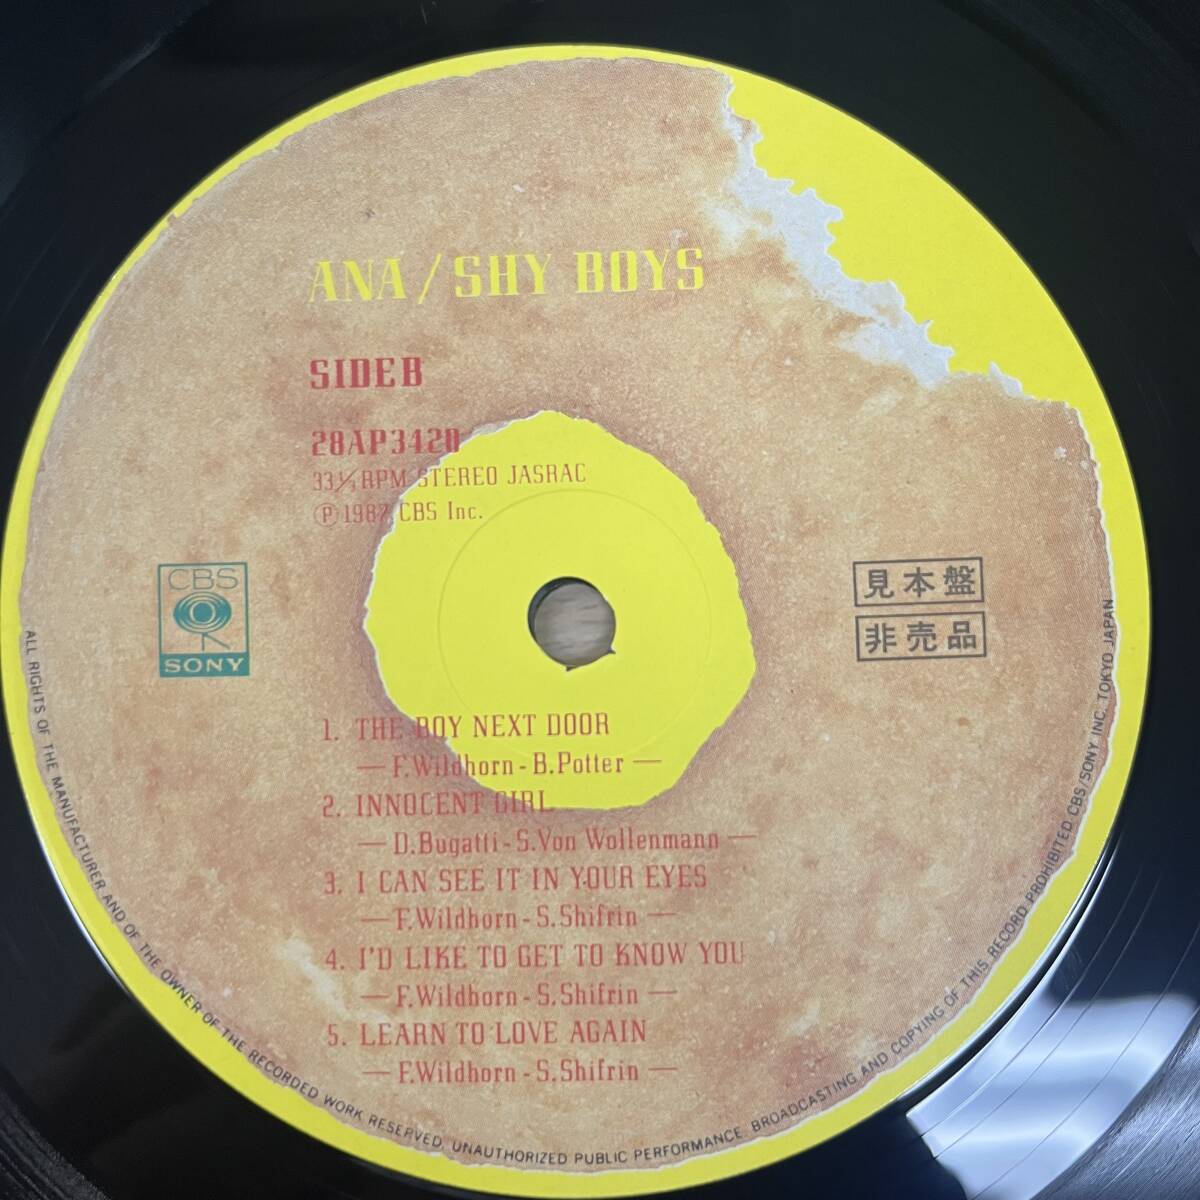 ANA / SHY BOYS
SIDE B
28AP3420
33⅓ RPM STEREO JASRAC
Ⓟ 1987 CBS Inc.
CBS
SONY
見本盤
非売品
1. THE BOY NEXT DOOR
— F.Wildhorn - B.Potter —
2. INNOCENT GIRL
— D.Bugatti - S.Von Wollenmann —
3. I CAN SEE IT IN YOUR EYES
— F.Wildhorn - S.Shifrin —
4. I'D LIKE TO GET TO KNOW YOU
— F.Wildhorn - S.Shifrin —
5. LEARN TO LOVE AGAIN
— F.Wildhorn - S.Shifrin —
ALL RIGHTS OF THE MANUFACTURER AND OF THE OWNER OF THE RECORDED WORK RESERVED. UNAUTHORIZED PUBLIC PERFORMANCE. BROADCASTING AND COPYING OF THIS RECORD PROHIBITED CBS/SONY INC. TOKYO JAPAN